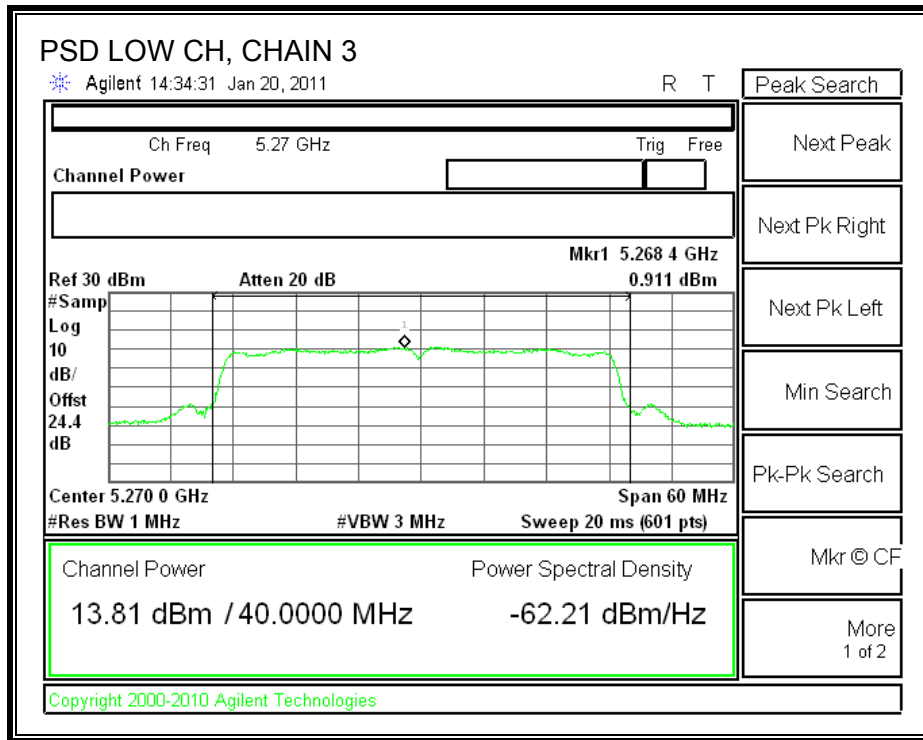 PSD LOW CH, CHAIN 3
Agilent 14:34:31 Jan 20, 2011 R T
Peak Search
Ch Freq 5.27 GHz Trig Free
Channel Power
Next Peak
Next Pk Right
Mkr1 5.268 4 GHz
Ref 30 dBm Atten 20 dB 0.911 dBm
#Samp
Log
10
dB/
Offst
24.4
dB
1
Next Pk Left
Min Search
Pk-Pk Search
Center 5.270 0 GHz Span 60 MHz
#Res BW 1 MHz #VBW 3 MHz Sweep 20 ms (601 pts)
Channel Power Power Spectral Density
13.81 dBm / 40.0000 MHz -62.21 dBm/Hz
Mkr © CF
More
1 of 2
Copyright 2000-2010 Agilent Technologies